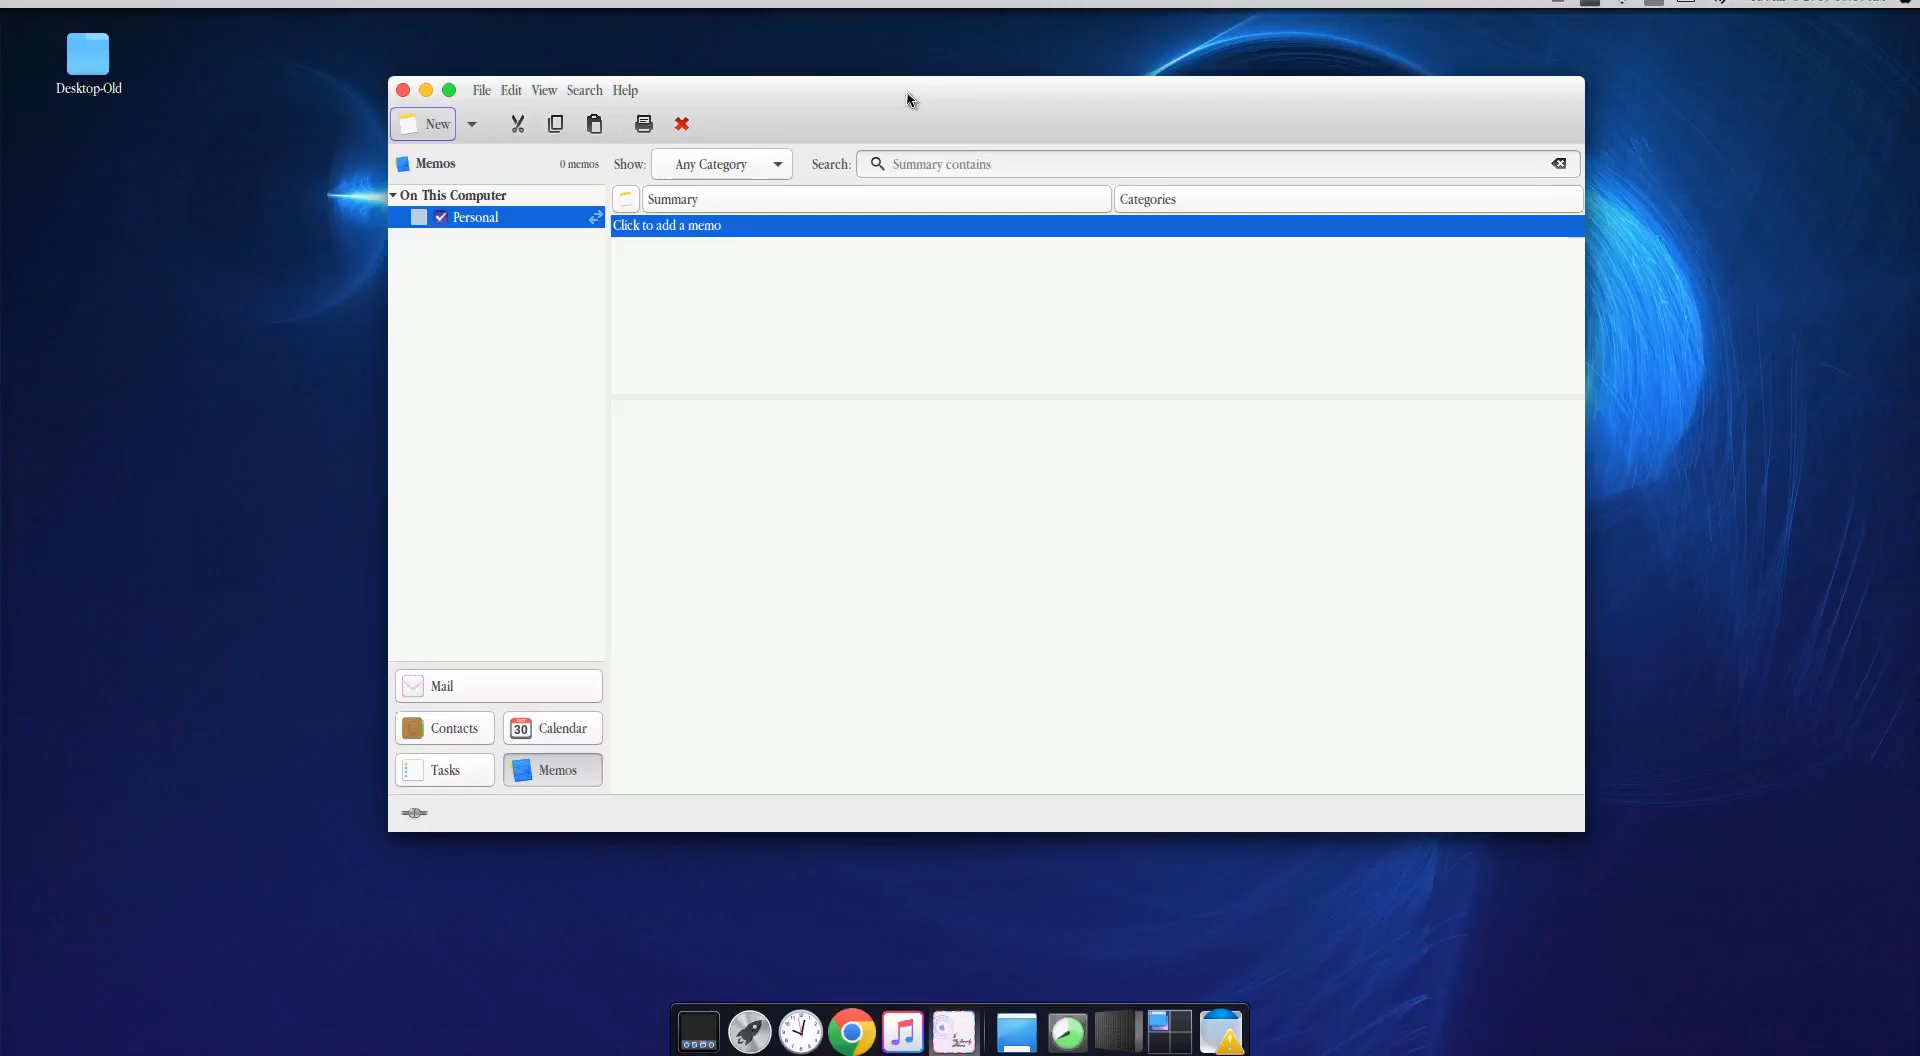 Desktop-Old
File Edit View Search Help
New
Memos 0 memos Show: Any Category Search: Summary contains
On This Computer
Personal
Summary Categories
Click to add a memo
Mail
Contacts 30 Calendar
Tasks Memos